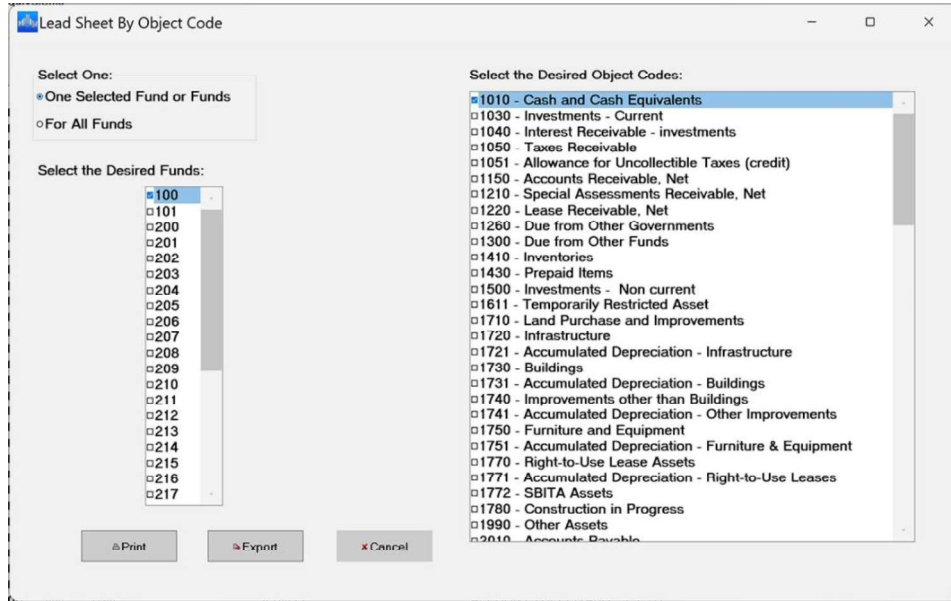 Lead Sheet By Object Code
Select One:
One Selected Fund or Funds
For All Funds
Select the Desired Funds:
100
101
200
201
202
203
204
205
206
207
208
209
210
211
212
213
214
215
216
217
Print
Export
Cancel
Select the Desired Object Codes:
1010 - Cash and Cash Equivalents
1030 - Investments - Current
1040 - Interest Receivable - investments
1050 - Taxes Receivable
1051 - Allowance for Uncollectible Taxes (credit)
1150 - Accounts Receivable, Net
1210 - Special Assessments Receivable, Net
1220 - Lease Receivable, Net
1260 - Due from Other Governments
1300 - Due from Other Funds
1410 - Inventories
1430 - Prepaid Items
1500 - Investments - Non current
1611 - Temporarily Restricted Asset
1710 - Land Purchase and Improvements
1720 - Infrastructure
1721 - Accumulated Depreciation - Infrastructure
1730 - Buildings
1731 - Accumulated Depreciation - Buildings
1740 - Improvements other than Buildings
1741 - Accumulated Depreciation - Other Improvements
1750 - Furniture and Equipment
1751 - Accumulated Depreciation - Furniture & Equipment
1770 - Right-to-Use Lease Assets
1771 - Accumulated Depreciation - Right-to-Use Leases
1772 - SBITA Assets
1780 - Construction in Progress
1990 - Other Assets
2010 - Accounts Payable